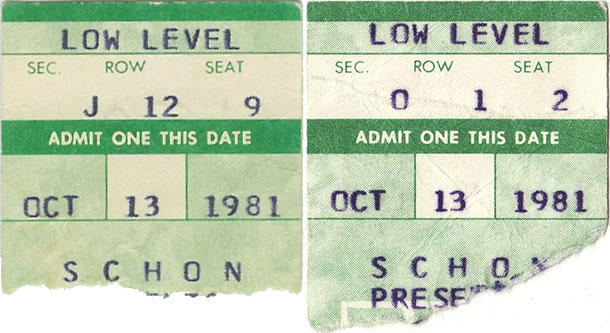 LOW LEVEL
SEC. ROW SEAT
J 12 9
ADMIT ONE THIS DATE
OCT 13 1981
SCHON
LOW LEVEL
SEC. ROW SEAT
O 1 2
ADMIT ONE THIS DATE
OCT 13 1981
SCHON